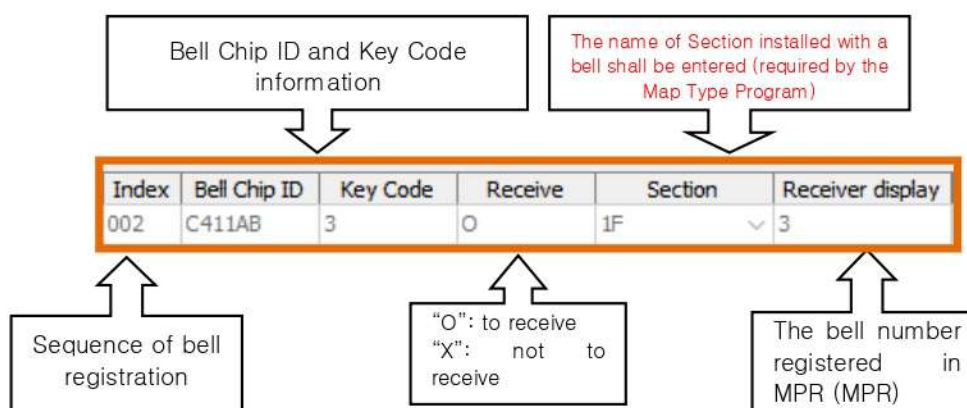 Bell Chip ID and Key Code
information
The name of Section installed with a
bell shall be entered (required by the
Map Type Program)
Index Bell Chip ID Key Code Receive Section Receiver display
002 C411AB 3 O 1F 3
Sequence of bell
registration
“O”: to receive
“X”: not to
receive
The bell number
registered in
MPR (MPR)